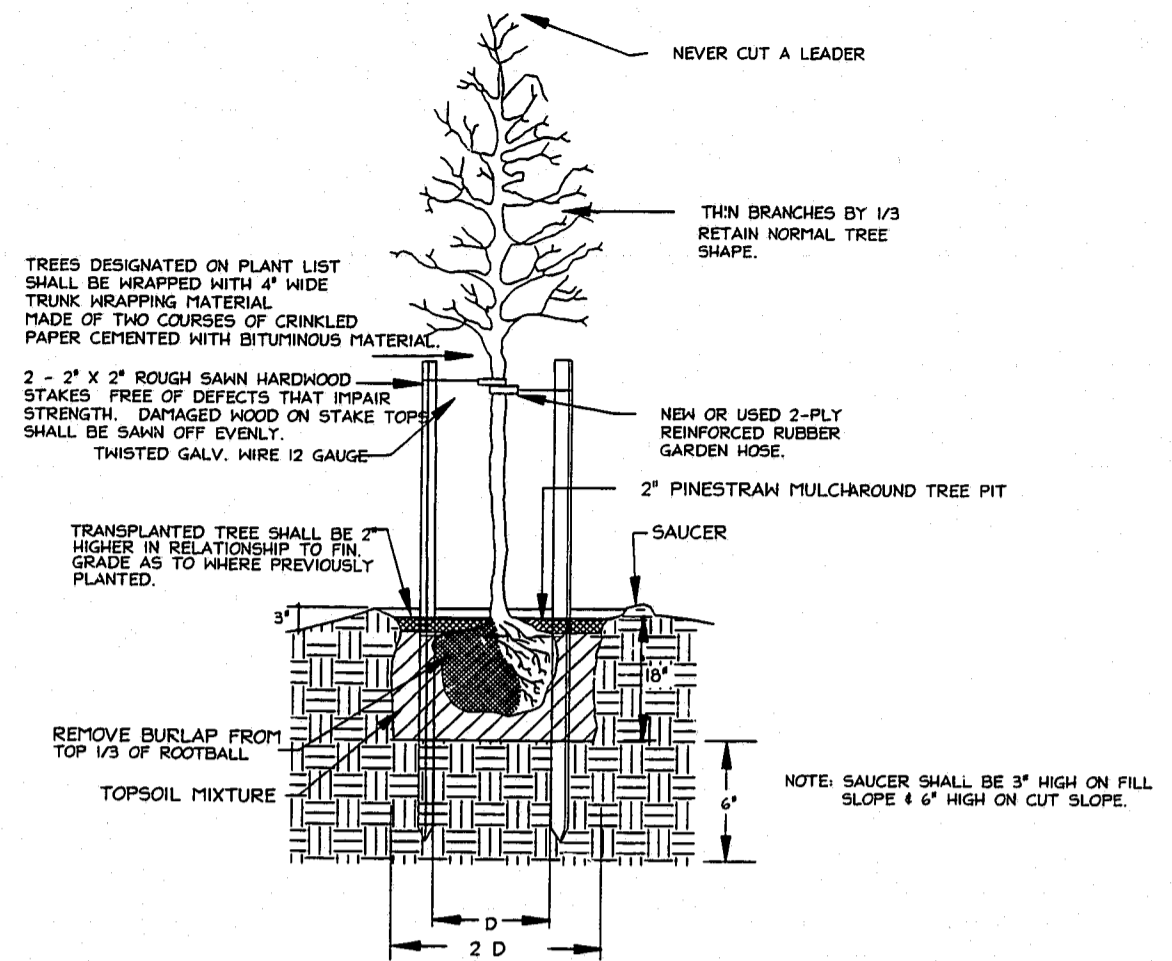 NEVER CUT A LEADER
THIN BRANCHES BY 1/3
RETAIN NORMAL TREE
SHAPE.
TREES DESIGNATED ON PLANT LIST
SHALL BE WRAPPED WITH 4" WIDE
TRUNK WRAPPING MATERIAL
MADE OF TWO COURSES OF CRINKLED
PAPER CEMENTED WITH BITUMINOUS MATERIAL.
2 - 2" X 2" ROUGH SAWN HARDWOOD
STAKES FREE OF DEFECTS THAT IMPAIR
STRENGTH. DAMAGED WOOD ON STAKE TOPS
SHALL BE SAWN OFF EVENLY.
TWISTED GALV. WIRE 12 GAUGE
NEW OR USED 2-PLY
REINFORCED RUBBER
GARDEN HOSE.
2" PINESTRAW MULCHAROUND TREE PIT
TRANSPLANTED TREE SHALL BE 2"
HIGHER IN RELATIONSHIP TO FIN.
GRADE AS TO WHERE PREVIOUSLY
PLANTED.
SAUCER
3"
18"
REMOVE BURLAP FROM
TOP 1/3 OF ROOTBALL
TOPSOIL MIXTURE
6"
NOTE: SAUCER SHALL BE 3" HIGH ON FILL
SLOPE & 6" HIGH ON CUT SLOPE.
D
2 D